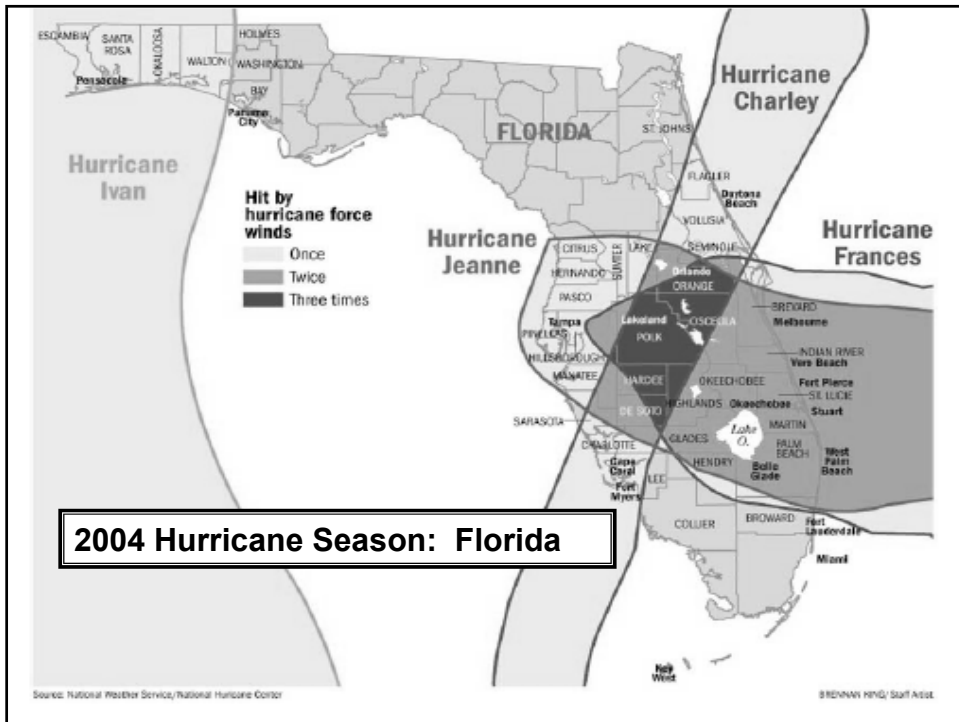 ESCAMBIA
SANTA
ROSA
OKALOOSA
WALTON
HOLMES
WASHINGTON
Pensacola
BAY
Panama
City
Hurricane
Charley
FLORIDA
ST. JOHNS
Hurricane
Ivan
FLAGLER
Daytona
Beach
Hit by
hurricane force
winds
Once
Twice
Three times
VOLUSIA
Hurricane
Jeanne
Hurricane
Frances
CITRUS
SUMTER
LAKE
SEMINOLE
HERNANDO
Orlando
ORANGE
PASCO
BREVARD
Melbourne
Tampa
PINELLAS
Lakeland
POLK
OSCEOLA
HILLSBOROUGH
INDIAN RIVER
Vero Beach
MANATEE
HARDEE
OKEECHOBEE
Fort Pierce
ST. LUCIE
HIGHLANDS
Okeechobee
Stuart
SARASOTA
DE SOTO
Lake
O.
MARTIN
CHARLOTTE
GLADES
PALM
BEACH
West
Palm
Beach
Cape
Coral
HENDRY
Belle
Glade
Fort
Myers
LEE
COLLIER
BROWARD
Fort
Lauderdale
2004 Hurricane Season: Florida
Miami
Key
West
Source: National Weather Service/National Hurricane Center
BRENNAN KING/ Staff Artist